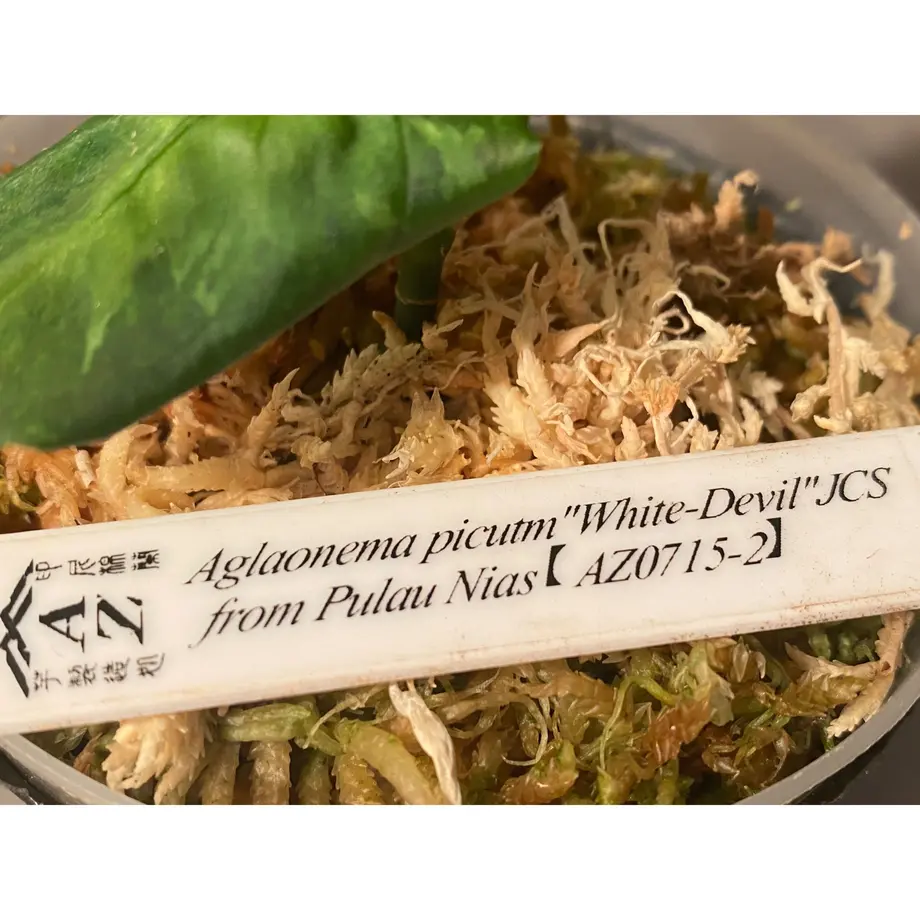 Aglaonema picutm"White-Devil"JCS
from Pulau Nias【 AZ0715-2】
AZ